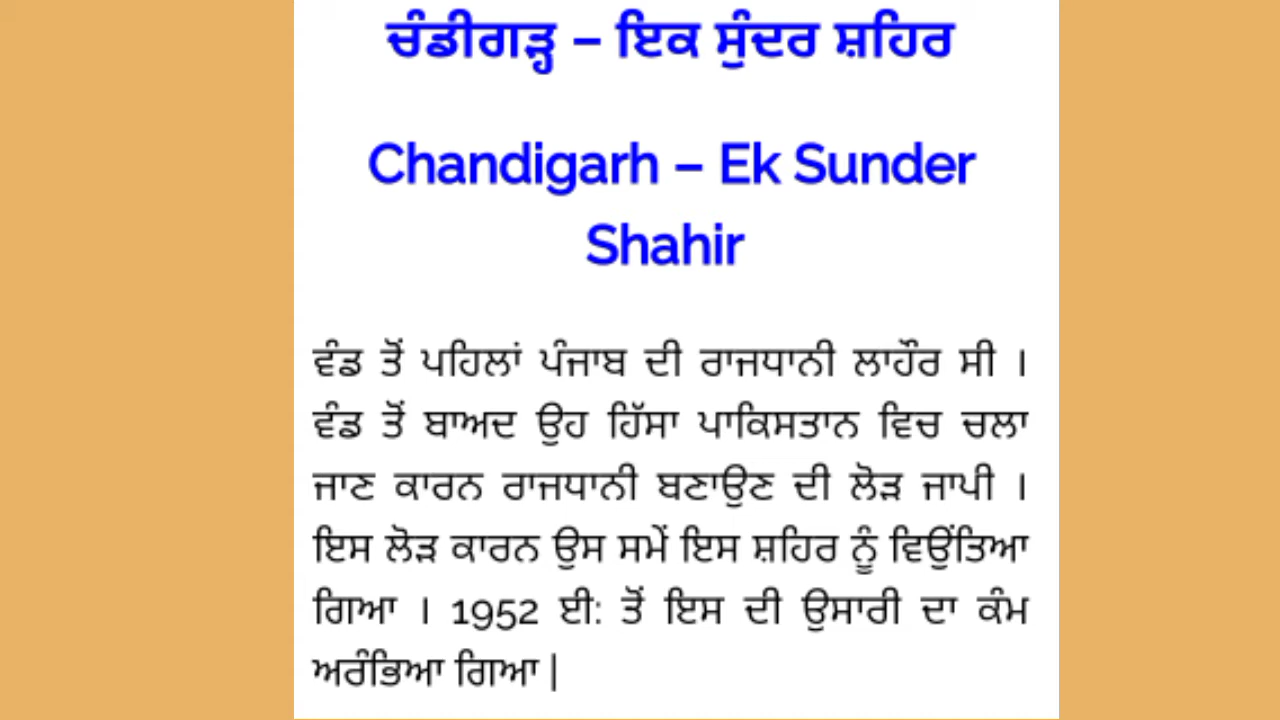 ਚੰਡੀਗੜ੍ਹ – ਇਕ ਸੁੰਦਰ ਸ਼ਹਿਰ
Chandigarh – Ek Sunder
Shahir
ਵੰਡ ਤੋਂ ਪਹਿਲਾਂ ਪੰਜਾਬ ਦੀ ਰਾਜਧਾਨੀ ਲਾਹੌਰ ਸੀ ।
ਵੰਡ ਤੋਂ ਬਾਅਦ ਉਹ ਹਿੱਸਾ ਪਾਕਿਸਤਾਨ ਵਿਚ ਚਲਾ
ਜਾਣ ਕਾਰਨ ਰਾਜਧਾਨੀ ਬਣਾਉਣ ਦੀ ਲੋੜ ਜਾਪੀ ।
ਇਸ ਲੋੜ ਕਾਰਨ ਉਸ ਸਮੇਂ ਇਸ ਸ਼ਹਿਰ ਨੂੰ ਵਿਉਂਤਿਆ
ਗਿਆ । 1952 ਈ: ਤੋਂ ਇਸ ਦੀ ਉਸਾਰੀ ਦਾ ਕੰਮ
ਅਰੰਭਿਆ ਗਿਆ |